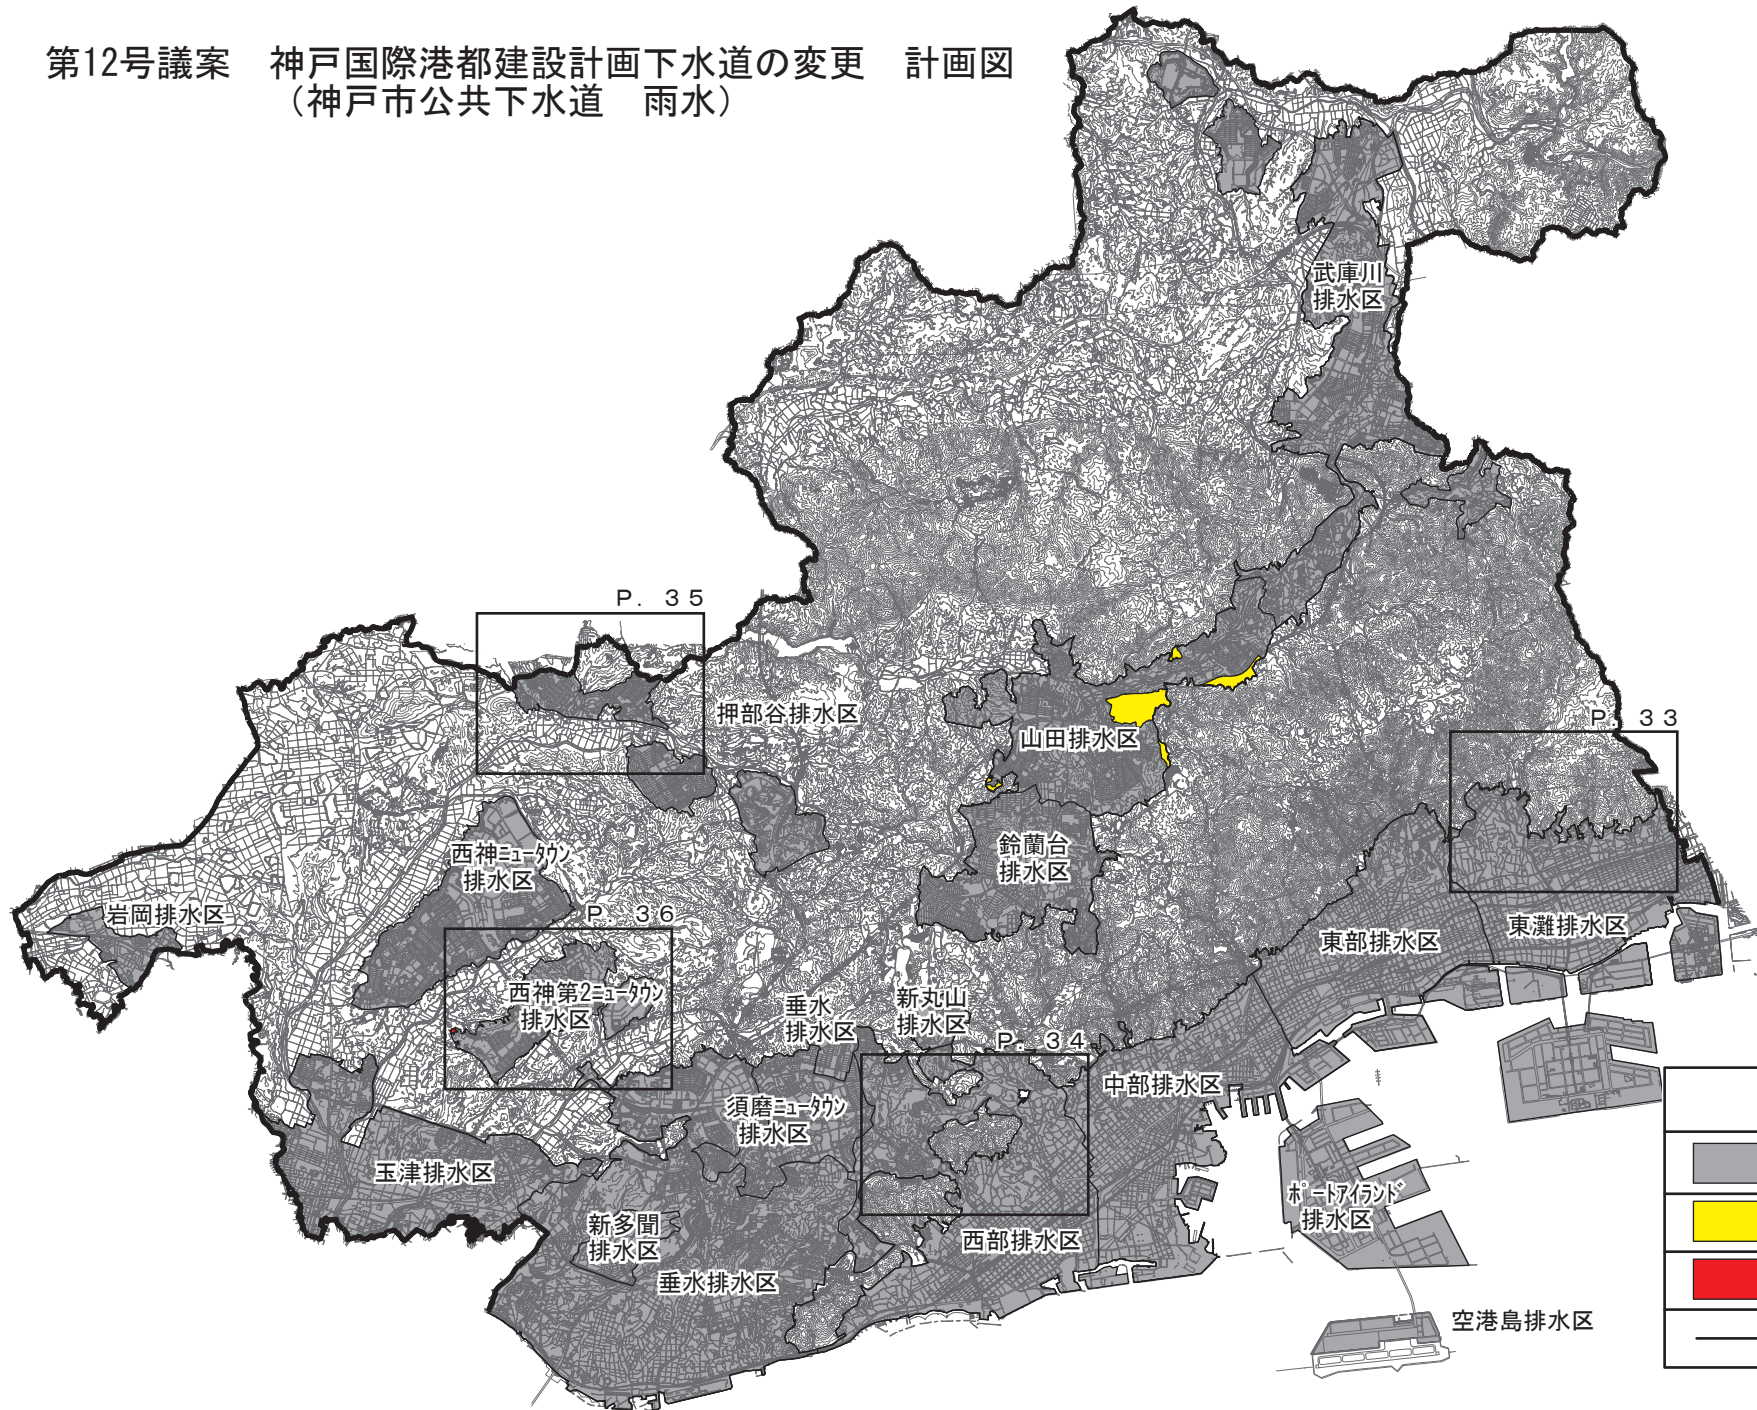 第12号議案　神戸国際港都建設計画下水道の変更　計画図
（神戸市公共下水道　雨水）
武庫川
排水区
P. 35
押部谷排水区
山田排水区
P. 33
西神ニュータウン
排水区
鈴蘭台
排水区
岩岡排水区
P. 36
東部排水区
東灘排水区
西神第2ニュータウン
排水区
垂水
排水区
新丸山
排水区
P. 34
中部排水区
須磨ニュータウン
排水区
玉津排水区
ポートアイランド
排水区
新多聞
排水区
西部排水区
垂水排水区
空港島排水区